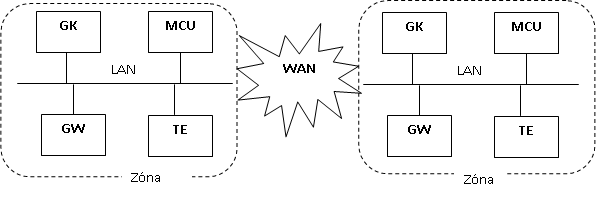 GK MCU
LAN
GW TE
Zóna
WAN
GK MCU
LAN
GW TE
Zóna